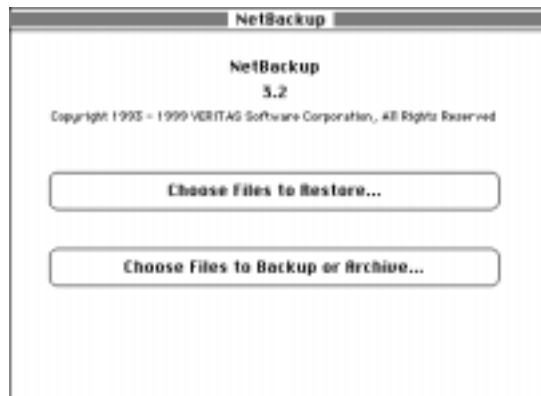 NetBackup
NetBackup
3.2
Copyright 1993 - 1999 VERITAS Software Corporation, All Rights Reserved
Choose Files to Restore...
Choose Files to Backup or Archive...